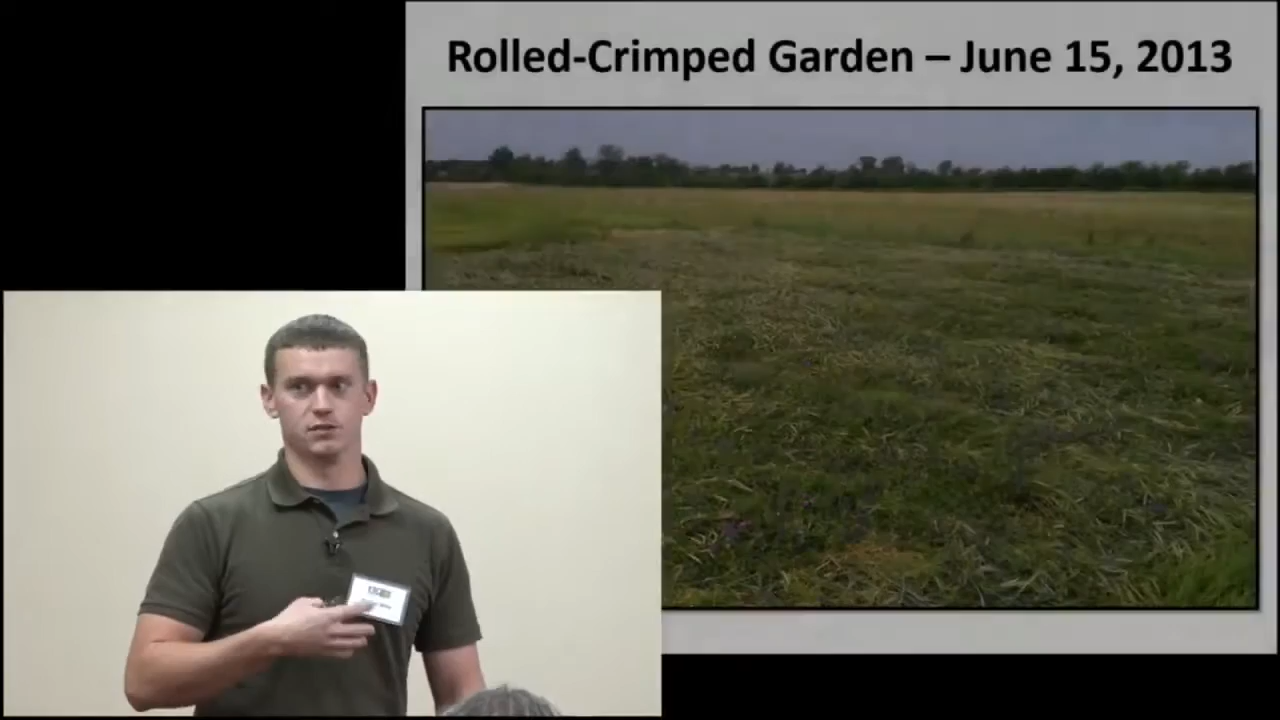 Rolled-Crimped Garden – June 15, 2013